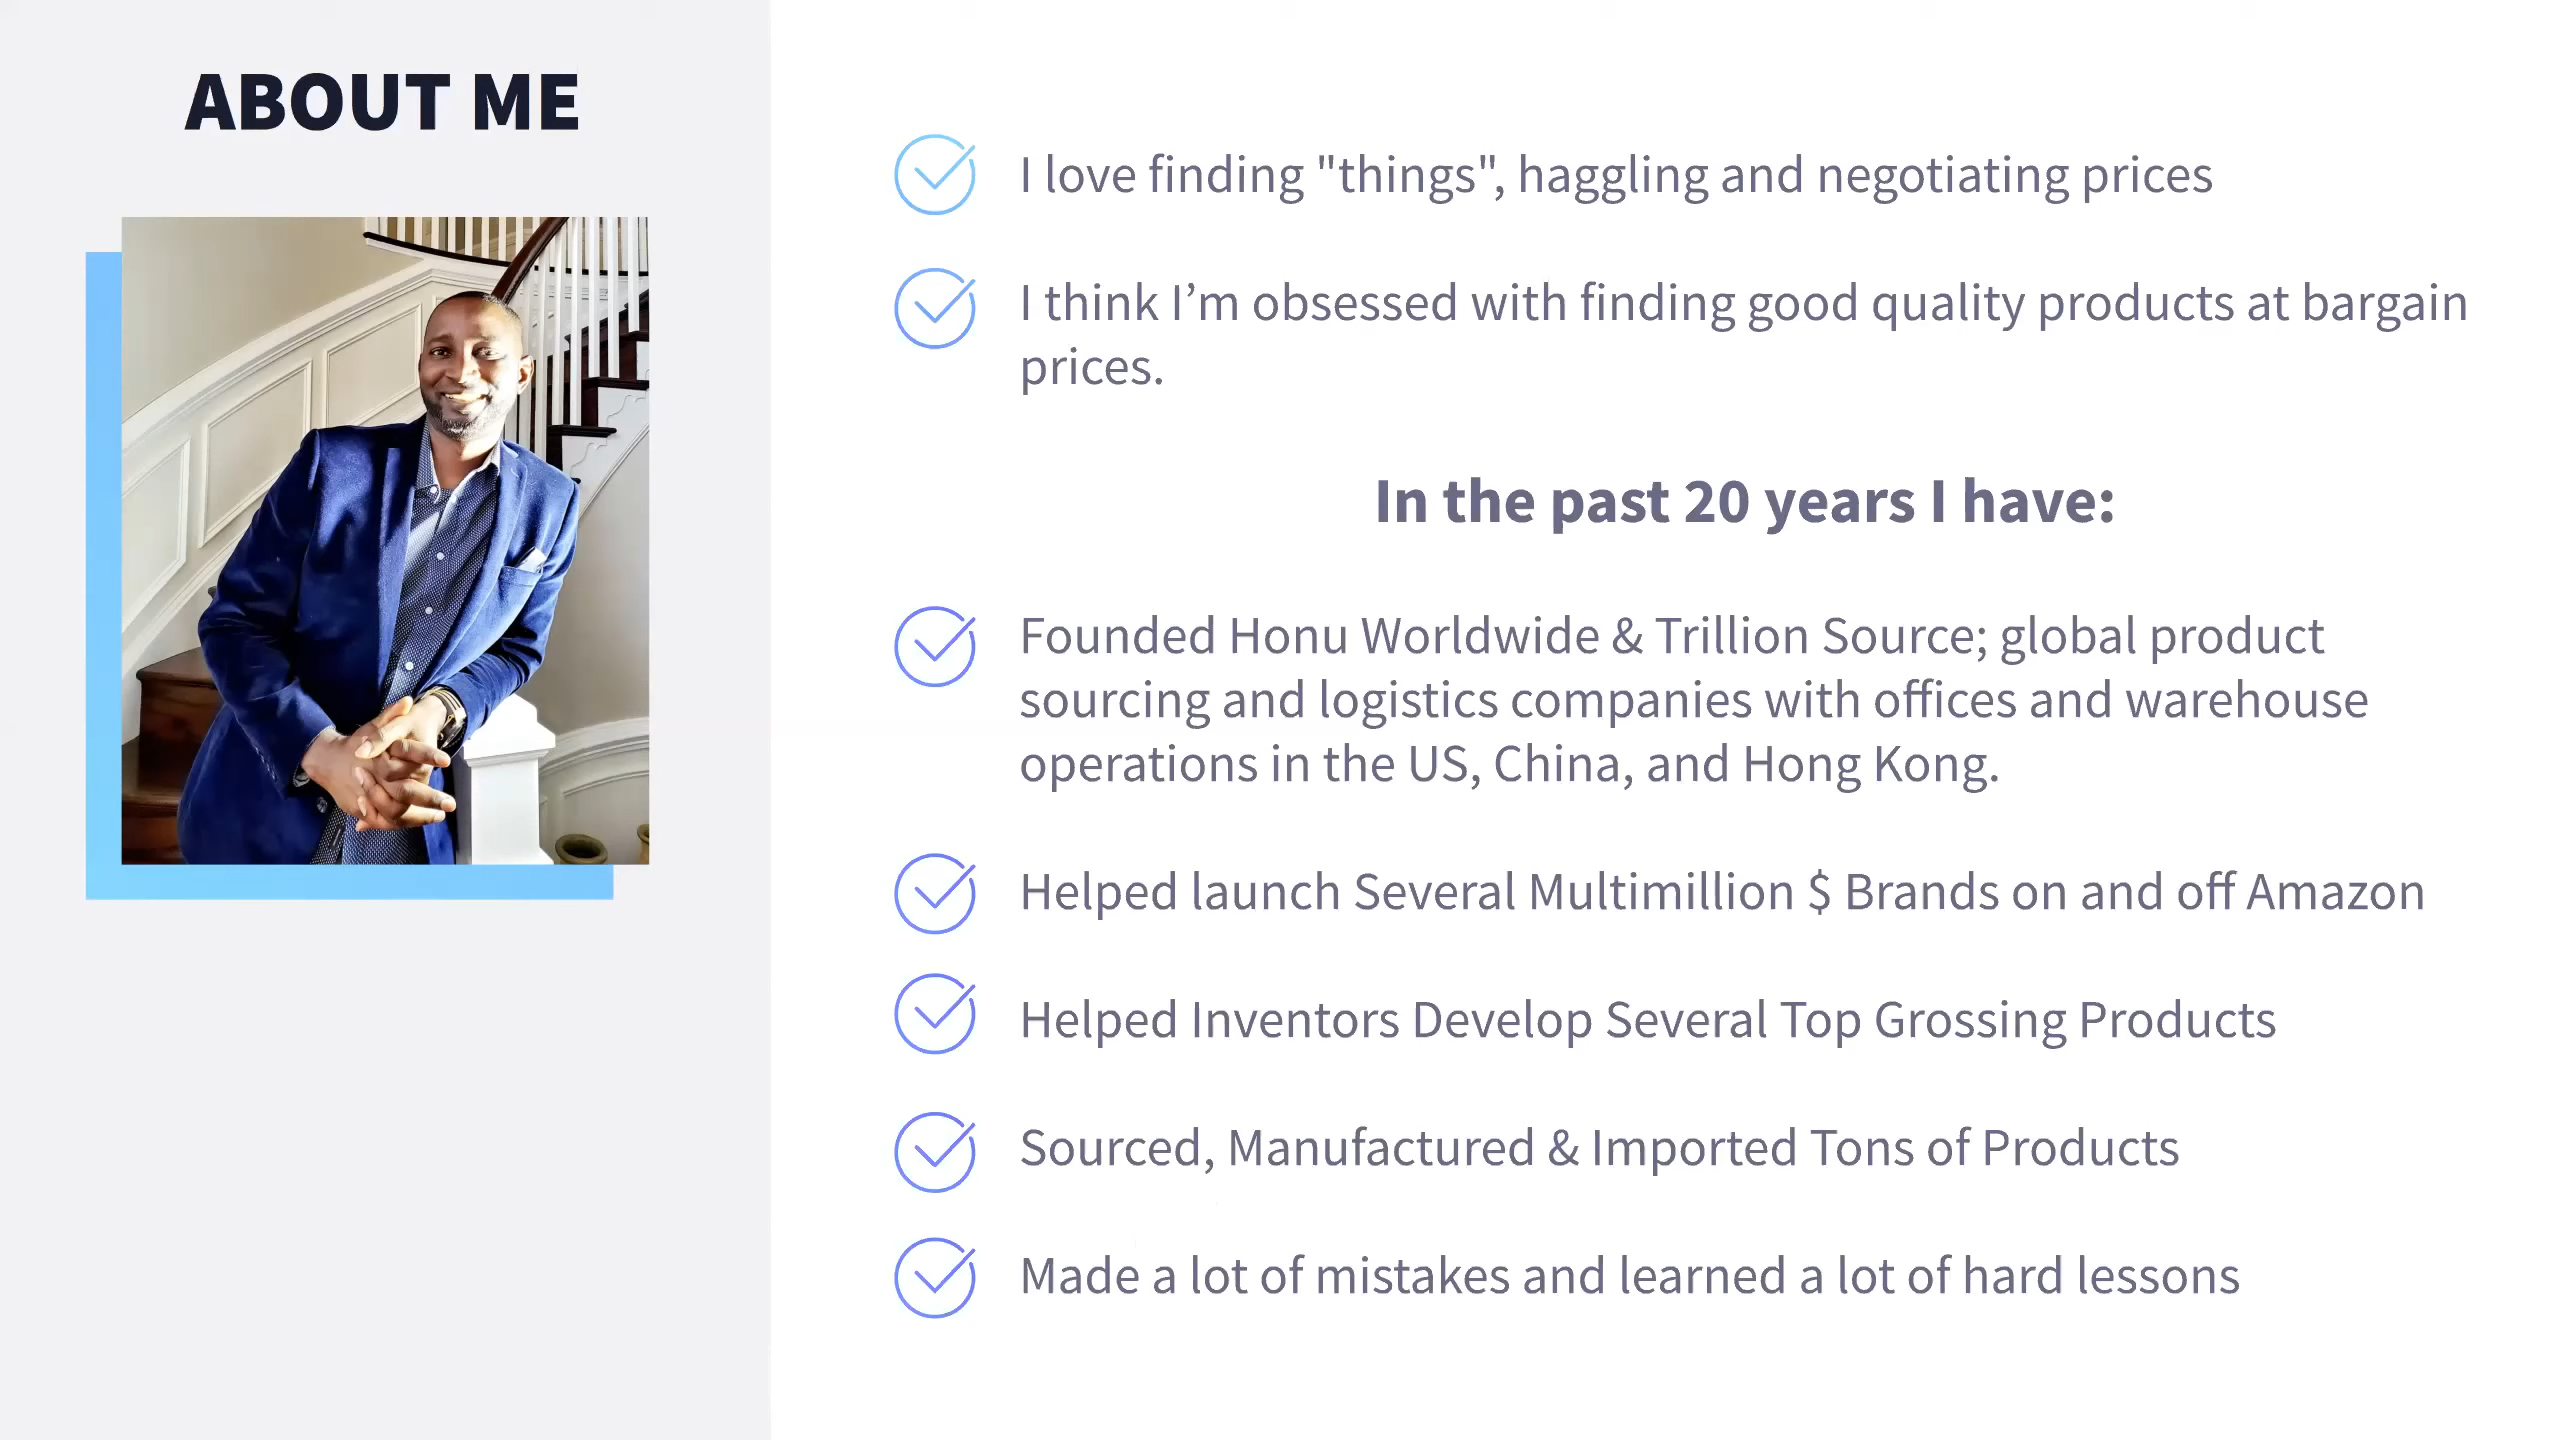 ABOUT ME
I love finding "things", haggling and negotiating prices
I think I’m obsessed with finding good quality products at bargain
prices.
In the past 20 years I have:
Founded Honu Worldwide & Trillion Source; global product
sourcing and logistics companies with offices and warehouse
operations in the US, China, and Hong Kong.
Helped launch Several Multimillion $ Brands on and off Amazon
Helped Inventors Develop Several Top Grossing Products
Sourced, Manufactured & Imported Tons of Products
Made a lot of mistakes and learned a lot of hard lessons